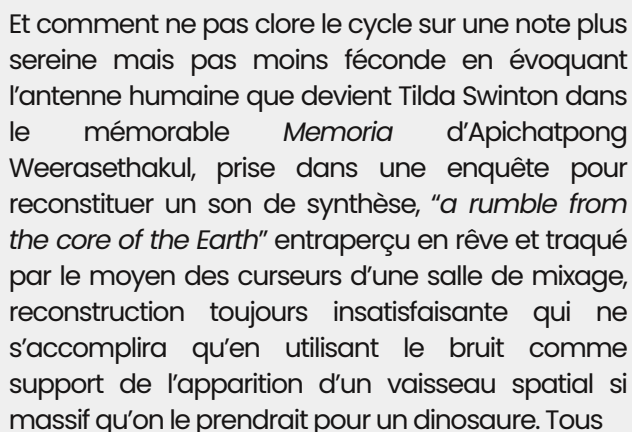 Et comment ne pas clore le cycle sur une note plus
sereine mais pas moins féconde en évoquant
l’antenne humaine que devient Tilda Swinton dans
le mémorable Memoria d’Apichatpong
Weerasethakul, prise dans une enquête pour
reconstituer un son de synthèse, “a rumble from
the core of the Earth” entraperçu en rêve et traqué
par le moyen des curseurs d’une salle de mixage,
reconstruction toujours insatisfaisante qui ne
s’accomplira qu’en utilisant le bruit comme
support de l’apparition d’un vaisseau spatial si
massif qu’on le prendrait pour un dinosaure. Tous